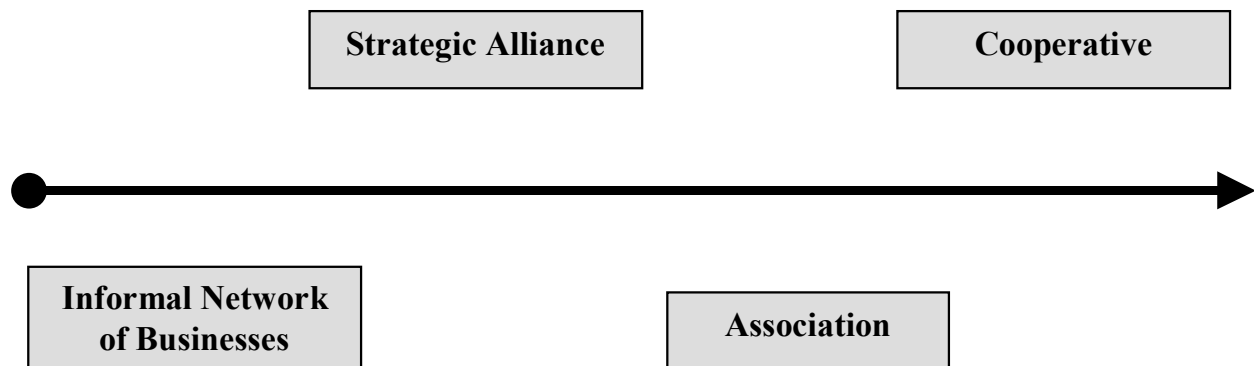 Strategic Alliance
Cooperative
Informal Network
of Businesses
Association